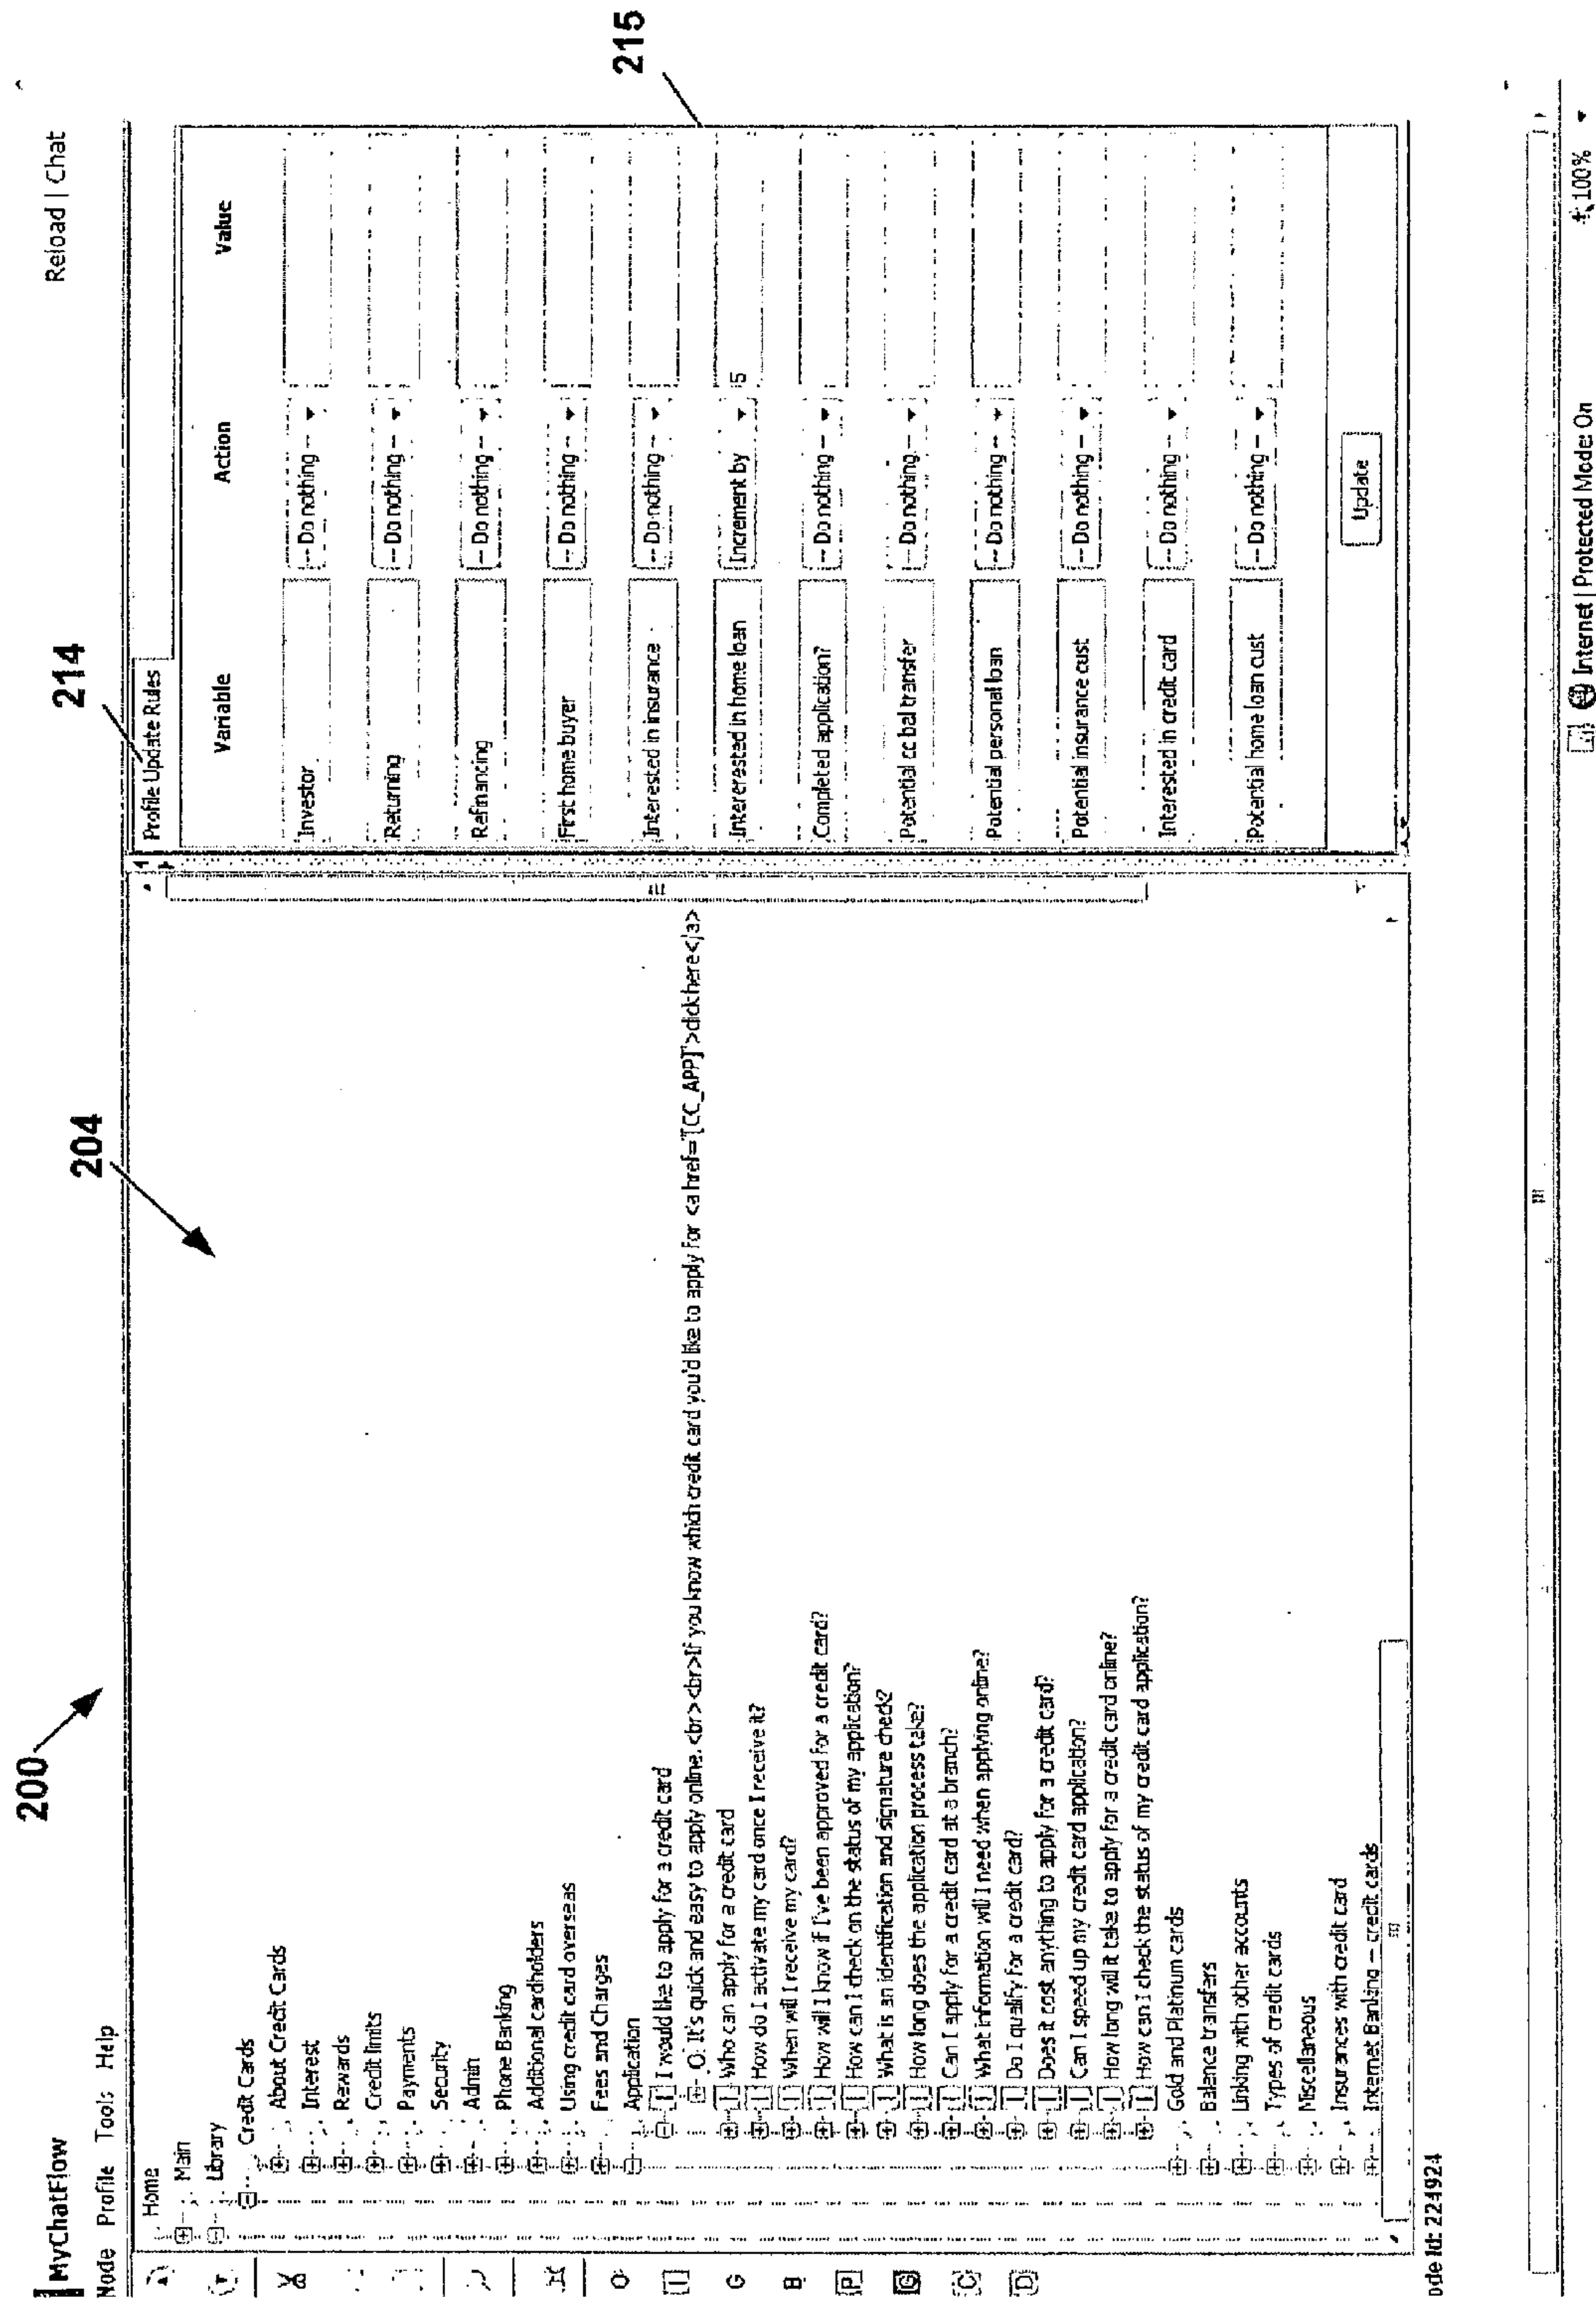 200
204
214
215
MyChatFlow
Reload | Chat
Node Profile Tools Help
Home
Main
Library
Credit Cards
About Credit Cards
Interest
Rewards
Credit limits
Payments
Security
Admin
Phone Banking
Additional cardholders
Using credit card overseas
Fees and Charges
Application
[I] I would like to apply for a credit card
O: It's quick and easy to apply online.<br><br>If you know which credit card you'd like to apply for <a href='[CC_APP]'>click here</a>
[I] Who can apply for a credit card
[I] How do I activate my card once I receive it?
[I] When will I receive my card?
[I] How will I know if I've been approved for a credit card?
[I] How can I check on the status of my application?
[I] What is an identification and signature check?
[I] How long does the application process take?
[I] Can I apply for a credit card at a branch?
[I] What information will I need when applying online?
[I] Do I qualify for a credit card?
[I] Does it cost anything to apply for a credit card?
[I] Can I speed up my credit card application?
[I] How long will it take to apply for a credit card online?
[I] How can I check the status of my credit card application?
Gold and Platinum cards
Balance transfers
Linking with other accounts
Types of credit cards
Miscellaneous
Insurances with credit card
Internet Banking -- credit cards
O
I
G
B
P
G
C
D
Profile Update Rules
Variable Action Value
Investor -- Do nothing --
Returning -- Do nothing --
Refinancing -- Do nothing --
First home buyer -- Do nothing --
Interested in insurance -- Do nothing --
Intererested in home loan Increment by 5
Completed application? -- Do nothing --
Potential cc bal transfer -- Do nothing --
Potential personal loan -- Do nothing --
Potential insurance cust -- Do nothing --
Interested in credit card -- Do nothing --
Potential home loan cust -- Do nothing --
Update
ode Id: 224924
Internet | Protected Mode: On
100%